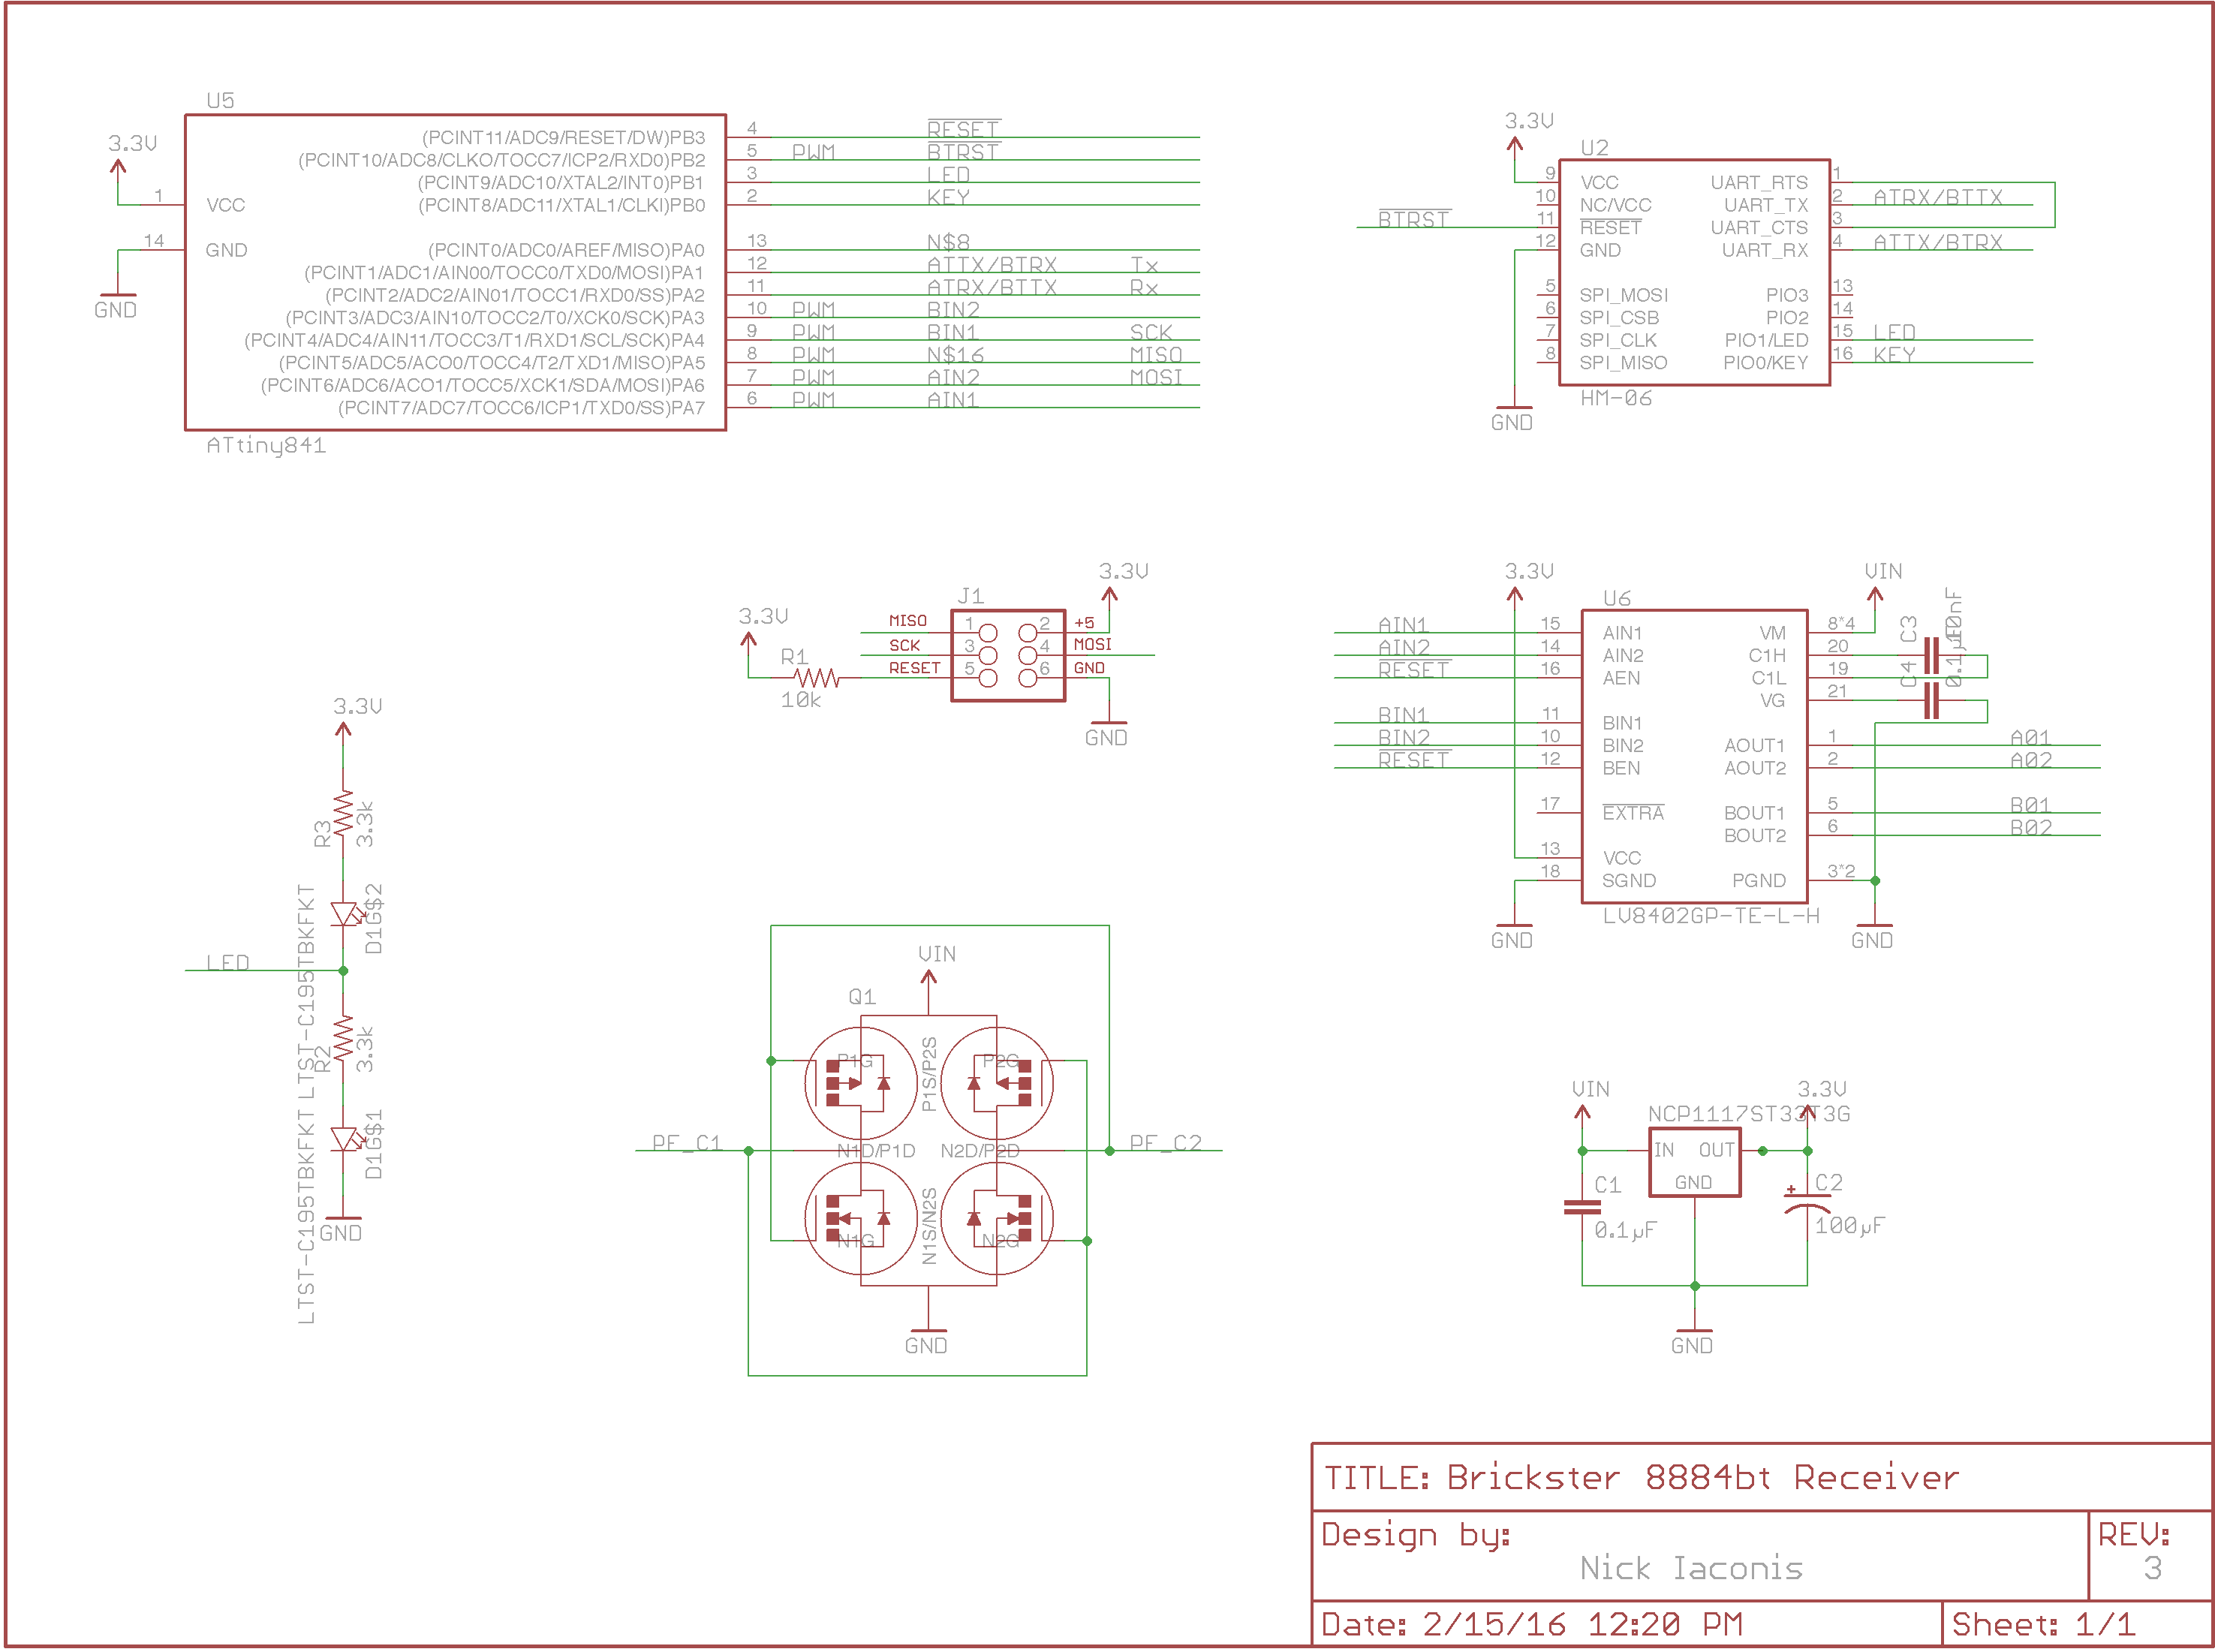 U5
3.3V
1
VCC
14
GND
GND
(PCINT11/ADC9/RESET/DW)PB3 4 RESET
(PCINT10/ADC8/CLKO/TOCC7/ICP2/RXD0)PB2 5 PWM BTRST
(PCINT9/ADC10/XTAL2/INT0)PB1 3 LED
(PCINT8/ADC11/XTAL1/CLKI)PB0 2 KEY
(PCINT0/ADC0/AREF/MISO)PA0 13 N$8
(PCINT1/ADC1/AIN00/TOCC0/TXD0/MOSI)PA1 12 ATTX/BTRX Tx
(PCINT2/ADC2/AIN01/TOCC1/RXD0/SS)PA2 11 ATRX/BTTX Rx
(PCINT3/ADC3/AIN10/TOCC2/T0/XCK0/SCK)PA3 10 PWM BIN2
(PCINT4/ADC4/AIN11/TOCC3/T1/RXD1/SCL/SCK)PA4 9 PWM BIN1 SCK
(PCINT5/ADC5/ACO0/TOCC4/T2/TXD1/MISO)PA5 8 PWM N$16 MISO
(PCINT6/ADC6/ACO1/TOCC5/XCK1/SDA/MOSI)PA6 7 PWM AIN2 MOSI
(PCINT7/ADC7/TOCC6/ICP1/TXD0/SS)PA7 6 PWM AIN1
ATtiny841
3.3V
U2
9 VCC UART_RTS 1
10 NC/VCC UART_TX 2 ATRX/BTTX
BTRST 11 RESET UART_CTS 3
12 GND UART_RX 4 ATTX/BTRX
5 SPI_MOSI PIO3 13
6 SPI_CSB PIO2 14
7 SPI_CLK PIO1/LED 15 LED
8 SPI_MISO PIO0/KEY 16 KEY
HM-06
GND
3.3V
J1
3.3V
MISO 1 2 +5
SCK 3 4 MOSI
R1
RESET 5 6 GND
10k
GND
3.3V
U6
VIN
AIN1 15 AIN1 VM 8*4
AIN2 14 AIN2 C1H 20
RESET 16 AEN C1L 19
VG 21
C3
10nF
C4
0.1µF
BIN1 11 BIN1
BIN2 10 BIN2 AOUT1 1 A01
RESET 12 BEN AOUT2 2 A02
17 EXTRA BOUT1 5 B01
BOUT2 6 B02
13 VCC
18 SGND PGND 3*2
LV8402GP-TE-L-H
GND
GND
3.3V
R3
3.3k
D1G$2
LTST-C195TBKFKT
LED
R2
3.3k
D1G$1
LTST-C195TBKFKT
GND
VIN
Q1
P1G
P1S/P2S
P2G
PF_C1
N1D/P1D
N2D/P2D
PF_C2
N1G
N1S/N2S
N2G
GND
VIN
3.3V
NCP1117ST33T3G
IN OUT
GND
C1
0.1µF
+
C2
100µF
GND
TITLE: Brickster 8884bt Receiver
Design by:
Nick Iaconis
REV:
3
Date: 2/15/16 12:20 PM
Sheet: 1/1